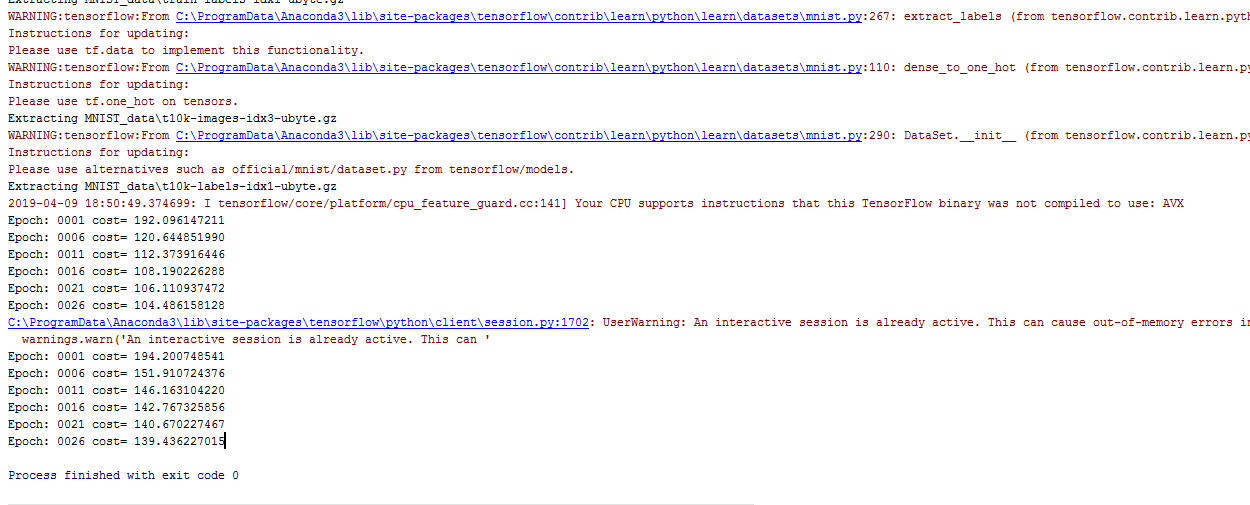 Extracting MNIST_data\train-labels-idx1-ubyte.gz
WARNING:tensorflow:From C:\ProgramData\Anaconda3\lib\site-packages\tensorflow\contrib\learn\python\learn\datasets\mnist.py:267: extract_labels (from tensorflow.contrib.learn.pyth
Instructions for updating:
Please use tf.data to implement this functionality.
WARNING:tensorflow:From C:\ProgramData\Anaconda3\lib\site-packages\tensorflow\contrib\learn\python\learn\datasets\mnist.py:110: dense_to_one_hot (from tensorflow.contrib.learn.py
Instructions for updating:
Please use tf.one_hot on tensors.
Extracting MNIST_data\t10k-images-idx3-ubyte.gz
WARNING:tensorflow:From C:\ProgramData\Anaconda3\lib\site-packages\tensorflow\contrib\learn\python\learn\datasets\mnist.py:290: DataSet.__init__ (from tensorflow.contrib.learn.py
Instructions for updating:
Please use alternatives such as official/mnist/dataset.py from tensorflow/models.
Extracting MNIST_data\t10k-labels-idx1-ubyte.gz
2019-04-09 18:50:49.374699: I tensorflow/core/platform/cpu_feature_guard.cc:141] Your CPU supports instructions that this TensorFlow binary was not compiled to use: AVX
Epoch: 0001 cost= 192.096147211
Epoch: 0006 cost= 120.644851990
Epoch: 0011 cost= 112.373916446
Epoch: 0016 cost= 108.190226288
Epoch: 0021 cost= 106.110937472
Epoch: 0026 cost= 104.486158128
C:\ProgramData\Anaconda3\lib\site-packages\tensorflow\python\client\session.py:1702: UserWarning: An interactive session is already active. This can cause out-of-memory errors in
warnings.warn('An interactive session is already active. This can '
Epoch: 0001 cost= 194.200748541
Epoch: 0006 cost= 151.910724376
Epoch: 0011 cost= 146.163104220
Epoch: 0016 cost= 142.767325856
Epoch: 0021 cost= 140.670227467
Epoch: 0026 cost= 139.436227015
Process finished with exit code 0